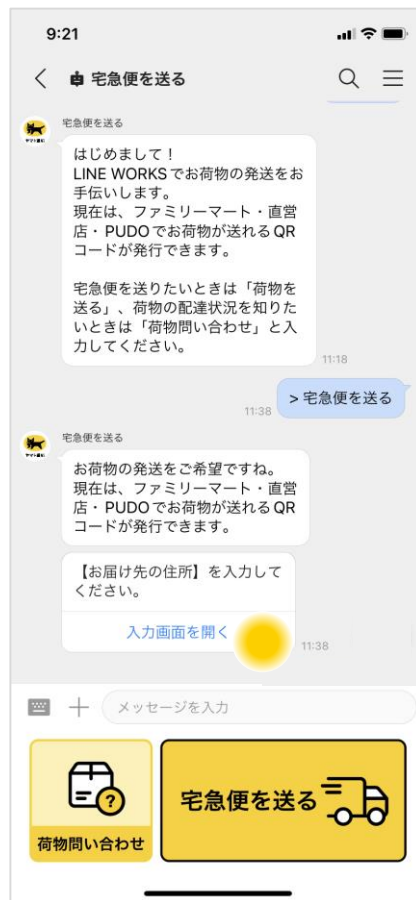 9:21
宅急便を送る
宅急便を送る
はじめまして！
LINE WORKSでお荷物の発送をお
手伝いします。
現在は、ファミリーマート・直営
店・PUDOでお荷物が送れるQR
コードが発行できます。
宅急便を送りたいときは「荷物を
送る」、荷物の配達状況を知りた
いときは「荷物問い合わせ」と入
力してください。
11:18
> 宅急便を送る
11:38
宅急便を送る
お荷物の発送をご希望ですね。
現在は、ファミリーマート・直営
店・PUDOでお荷物が送れるQR
コードが発行できます。
【お届け先の住所】を入力して
ください。
入力画面を開く
11:38
メッセージを入力
荷物問い合わせ
宅急便を送る